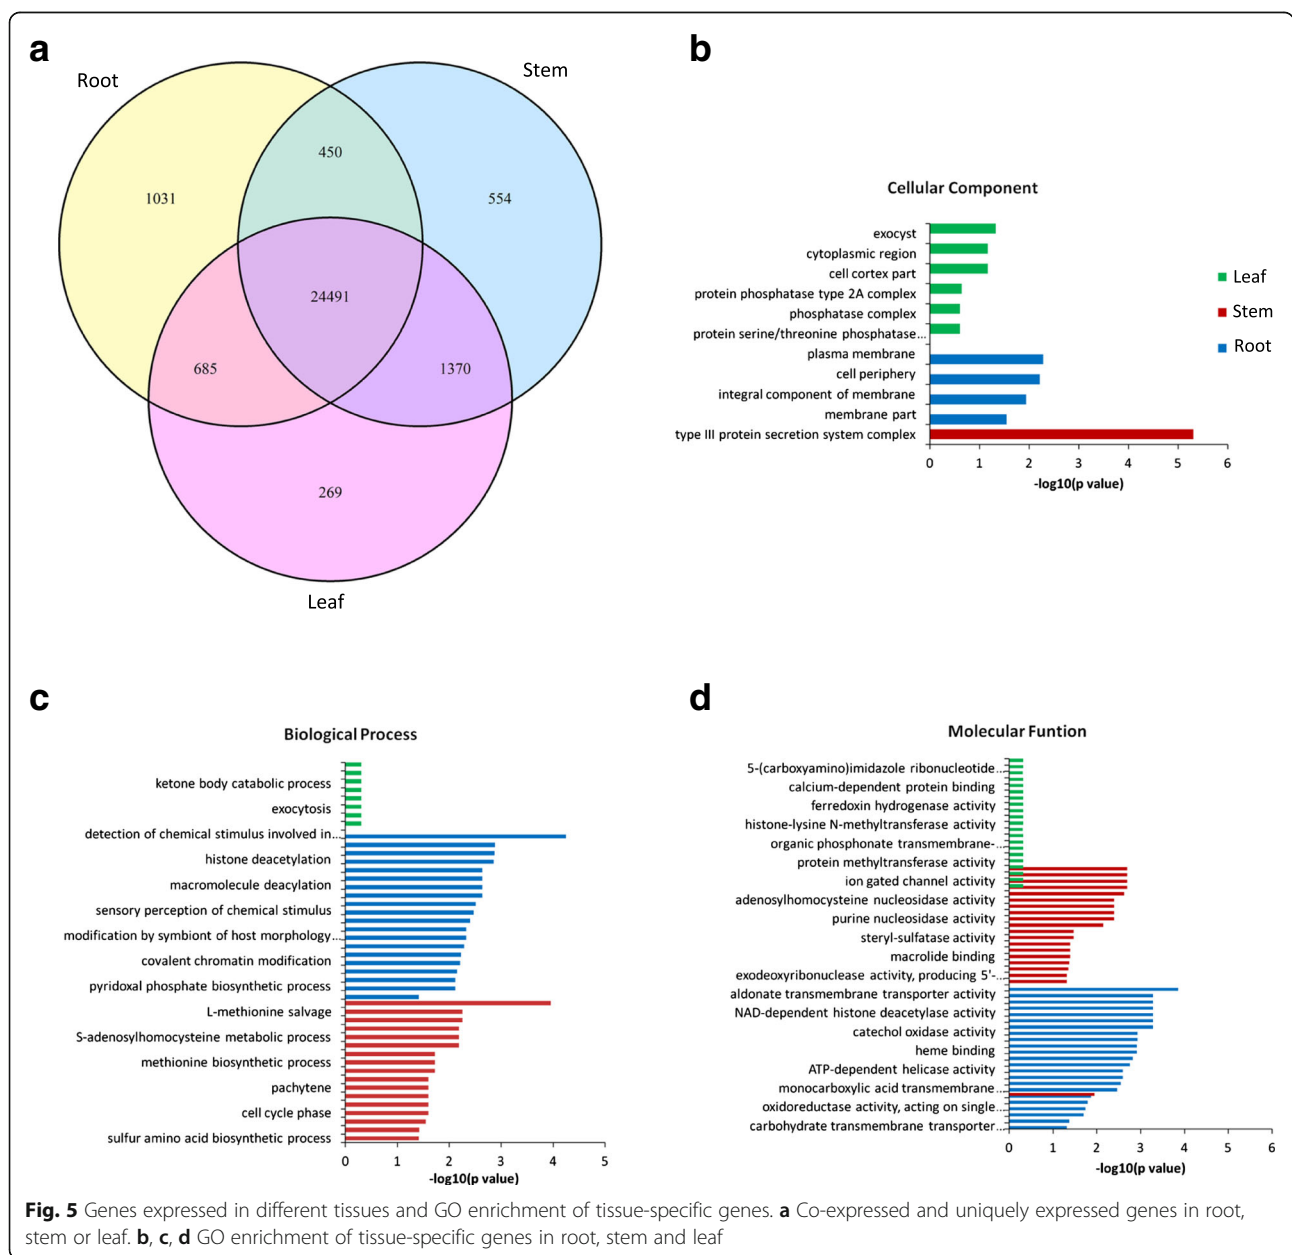 a
Root
Stem
450
1031
554
24491
685
1370
269
Leaf
b
Cellular Component
exocyst
cytoplasmic region
cell cortex part
protein phosphatase type 2A complex
phosphatase complex
protein serine/threonine phosphatase...
plasma membrane
cell periphery
integral component of membrane
membrane part
type III protein secretion system complex
0 1 2 3 4 5 6
-log10(p value)
Leaf
Stem
Root
c
Biological Process
ketone body catabolic process
exocytosis
detection of chemical stimulus involved in...
histone deacetylation
macromolecule deacylation
sensory perception of chemical stimulus
modification by symbiont of host morphology...
covalent chromatin modification
pyridoxal phosphate biosynthetic process
L-methionine salvage
S-adenosylhomocysteine metabolic process
methionine biosynthetic process
pachytene
cell cycle phase
sulfur amino acid biosynthetic process
0 1 2 3 4 5
-log10(p value)
d
Molecular Funtion
5-(carboxyamino)imidazole ribonucleotide...
calcium-dependent protein binding
ferredoxin hydrogenase activity
histone-lysine N-methyltransferase activity
organic phosphonate transmembrane-...
protein methyltransferase activity
ion gated channel activity
adenosylhomocysteine nucleosidase activity
purine nucleosidase activity
steryl-sulfatase activity
macrolide binding
exodeoxyribonuclease activity, producing 5'-...
aldonate transmembrane transporter activity
NAD-dependent histone deacetylase activity
catechol oxidase activity
heme binding
ATP-dependent helicase activity
monocarboxylic acid transmembrane...
oxidoreductase activity, acting on single...
carbohydrate transmembrane transporter...
0 1 2 3 4 5 6
-log10(p value)
Fig. 5 Genes expressed in different tissues and GO enrichment of tissue-specific genes. a Co-expressed and uniquely expressed genes in root,
stem or leaf. b, c, d GO enrichment of tissue-specific genes in root, stem and leaf